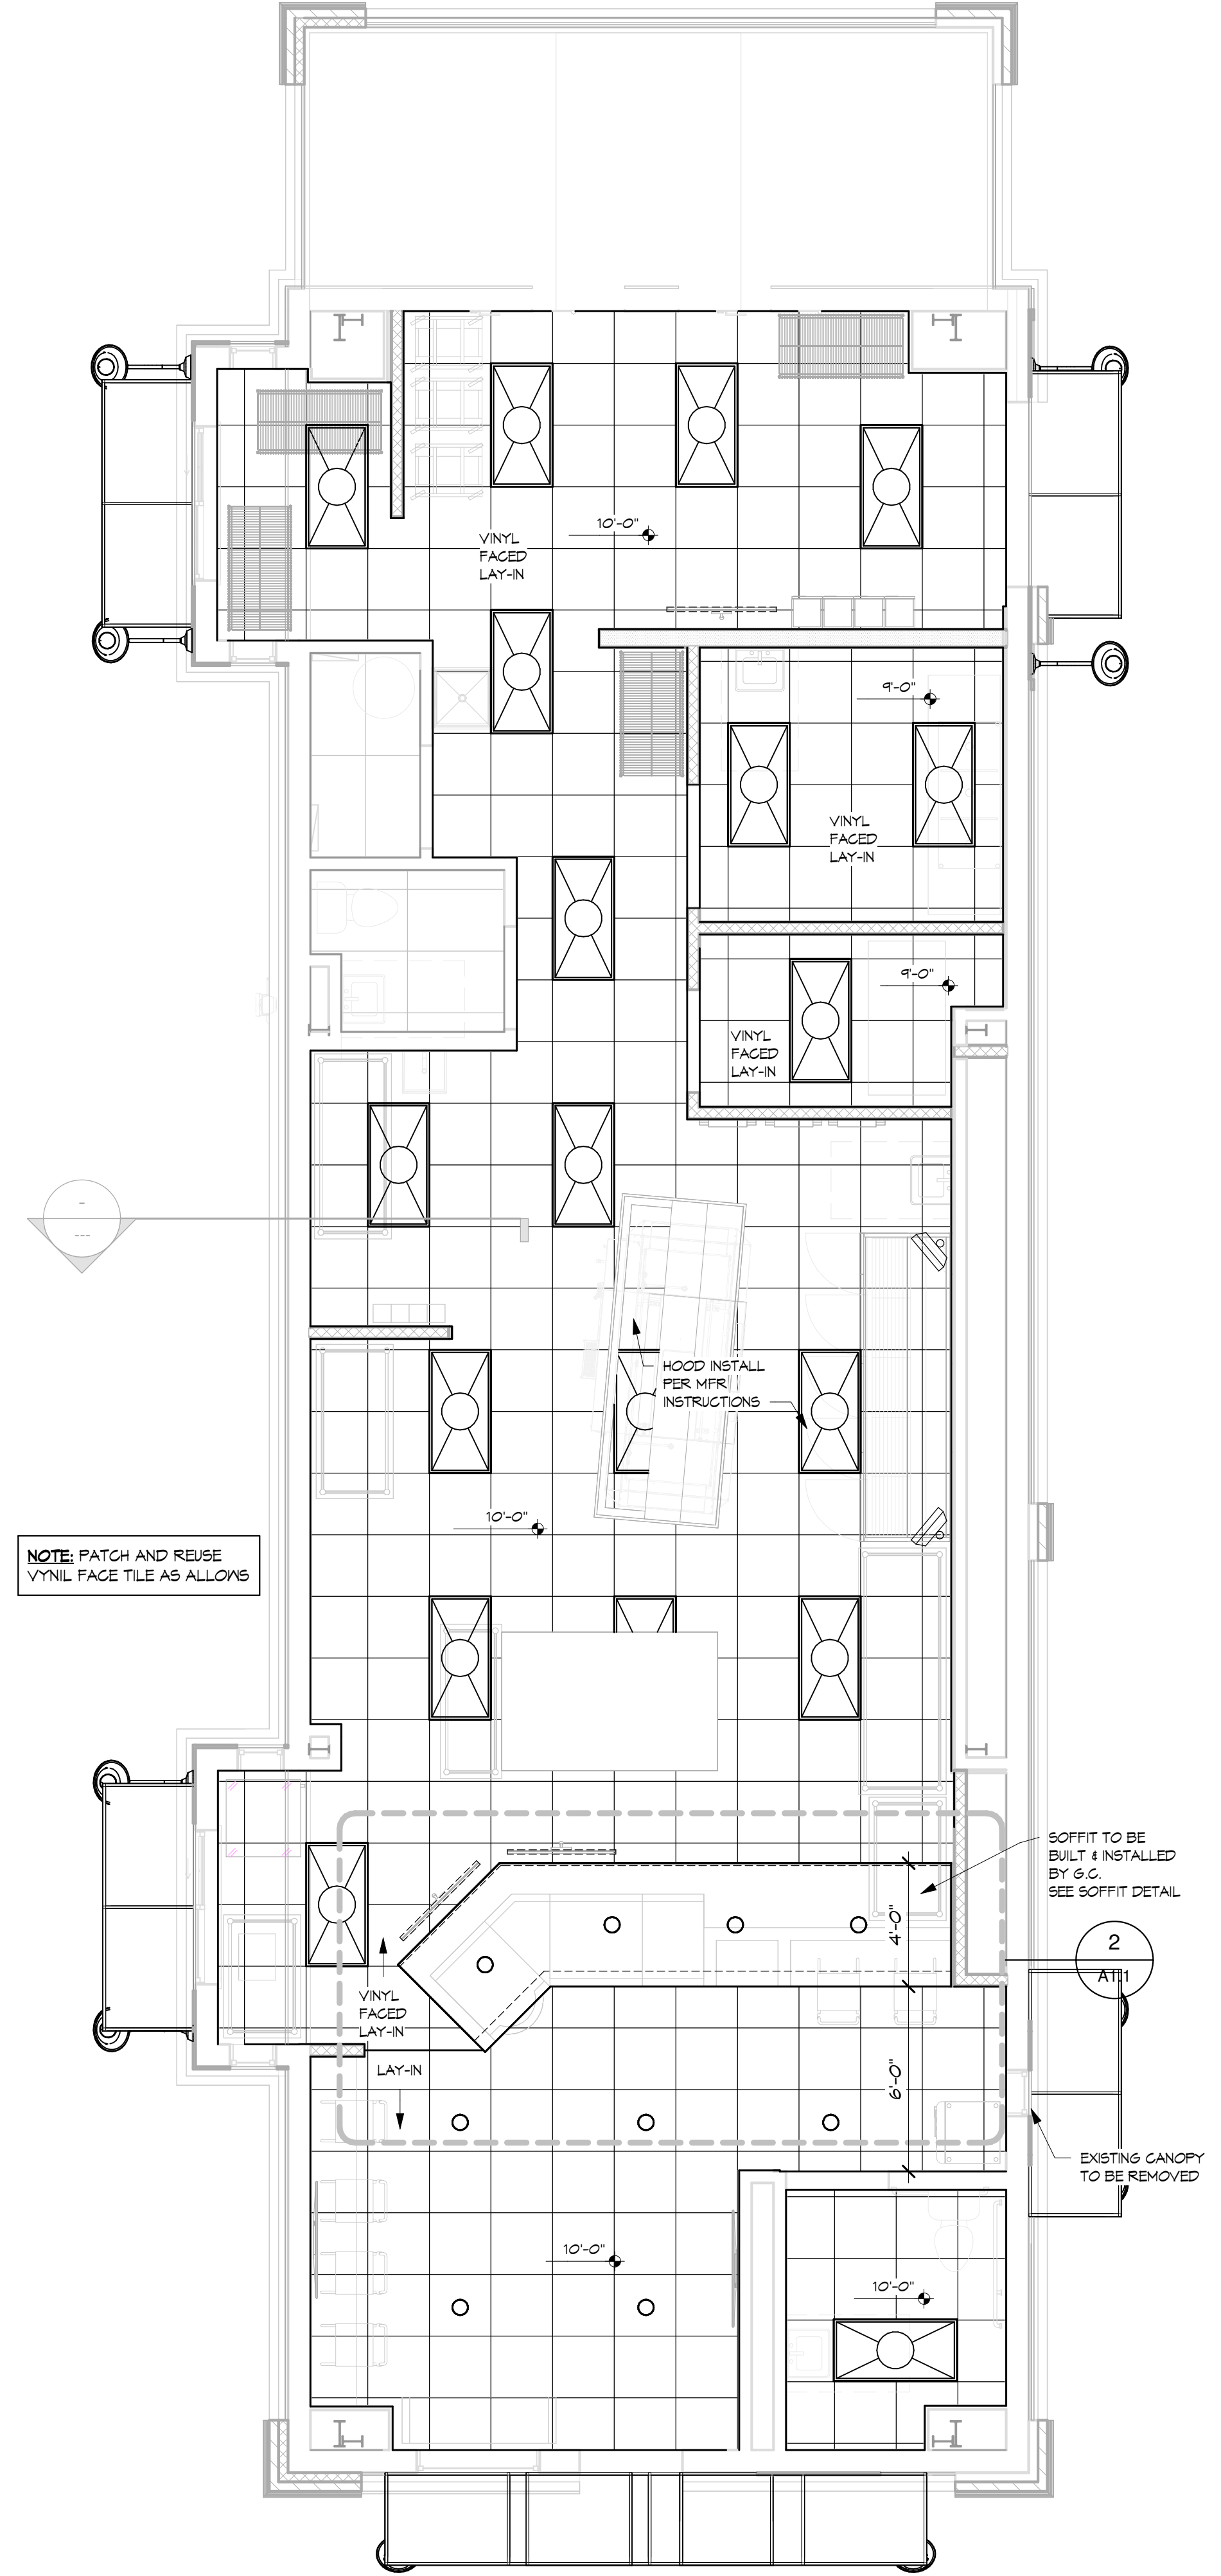 10'-0"
VINYL
FACED
LAY-IN
9'-0"
VINYL
FACED
LAY-IN
9'-0"
VINYL
FACED
LAY-IN
-
---
HOOD INSTALL
PER MFR
INSTRUCTIONS
10'-0"
NOTE: PATCH AND REUSE
VYNIL FACE TILE AS ALLOWS
SOFFIT TO BE
BUILT & INSTALLED
BY G.C.
SEE SOFFIT DETAIL
4'-0"
2
A1.1
VINYL
FACED
LAY-IN
LAY-IN
6'-0"
EXISTING CANOPY
TO BE REMOVED
10'-0"
10'-0"